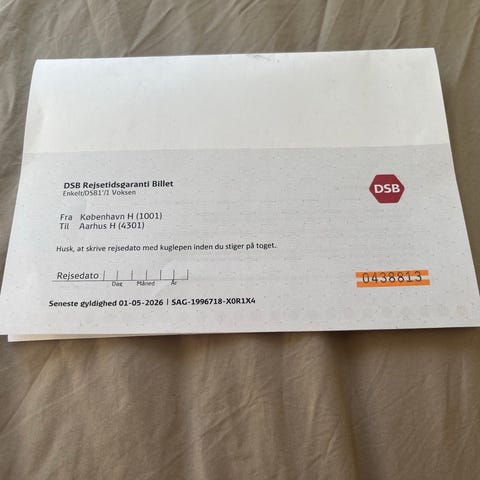 DSB Rejsetidsgaranti Billet
Enkelt/DSB1'/1 Voksen
DSB
Fra København H (1001)
Til Aarhus H (4301)
Husk, at skrive rejsedato med kuglepen inden du stiger på toget.
Rejsedato
Dag Måned År
0438813
Seneste gyldighed 01-05-2026 | SAG-1996718-X0R1X4